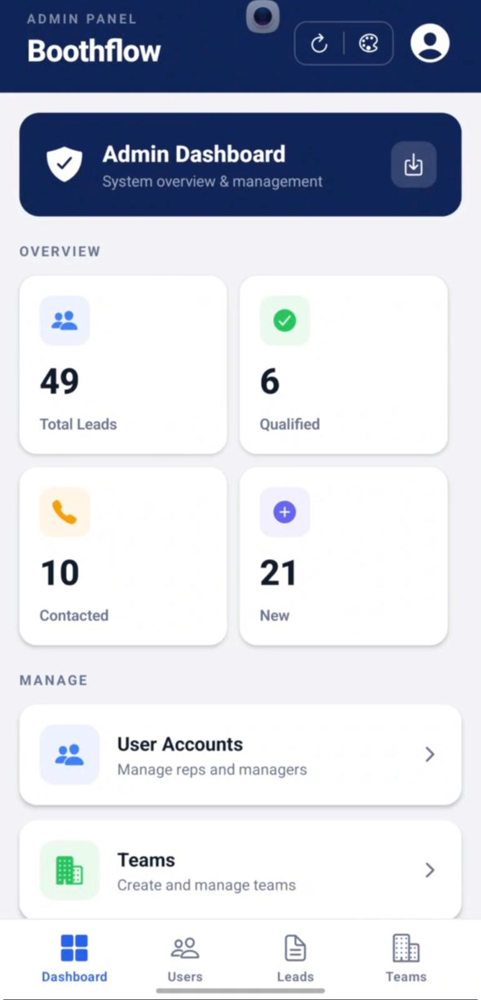 ADMIN PANEL
Boothflow
Admin Dashboard
System overview & management
OVERVIEW
49
Total Leads
6
Qualified
10
Contacted
21
New
MANAGE
User Accounts
Manage reps and managers
Teams
Create and manage teams
Dashboard
Users
Leads
Teams